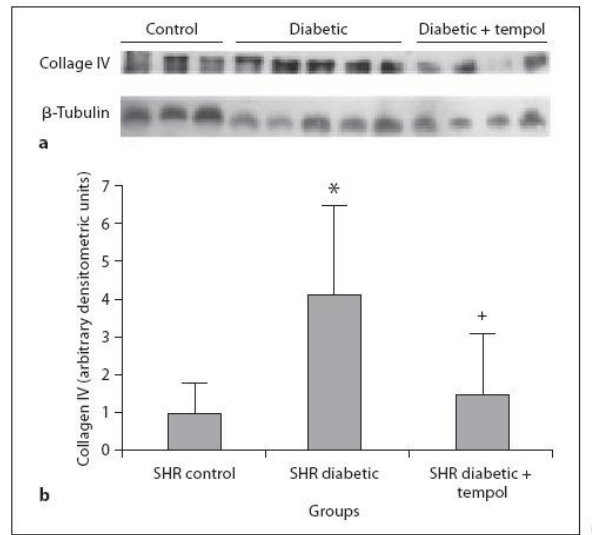 Control Diabetic Diabetic + tempol
Collage IV
β-Tubulin
a
Collagen IV (arbitrary densitometric units)
7
6
5
4
3
2
1
0
*
+
SHR control SHR diabetic SHR diabetic +
tempol
b
Groups